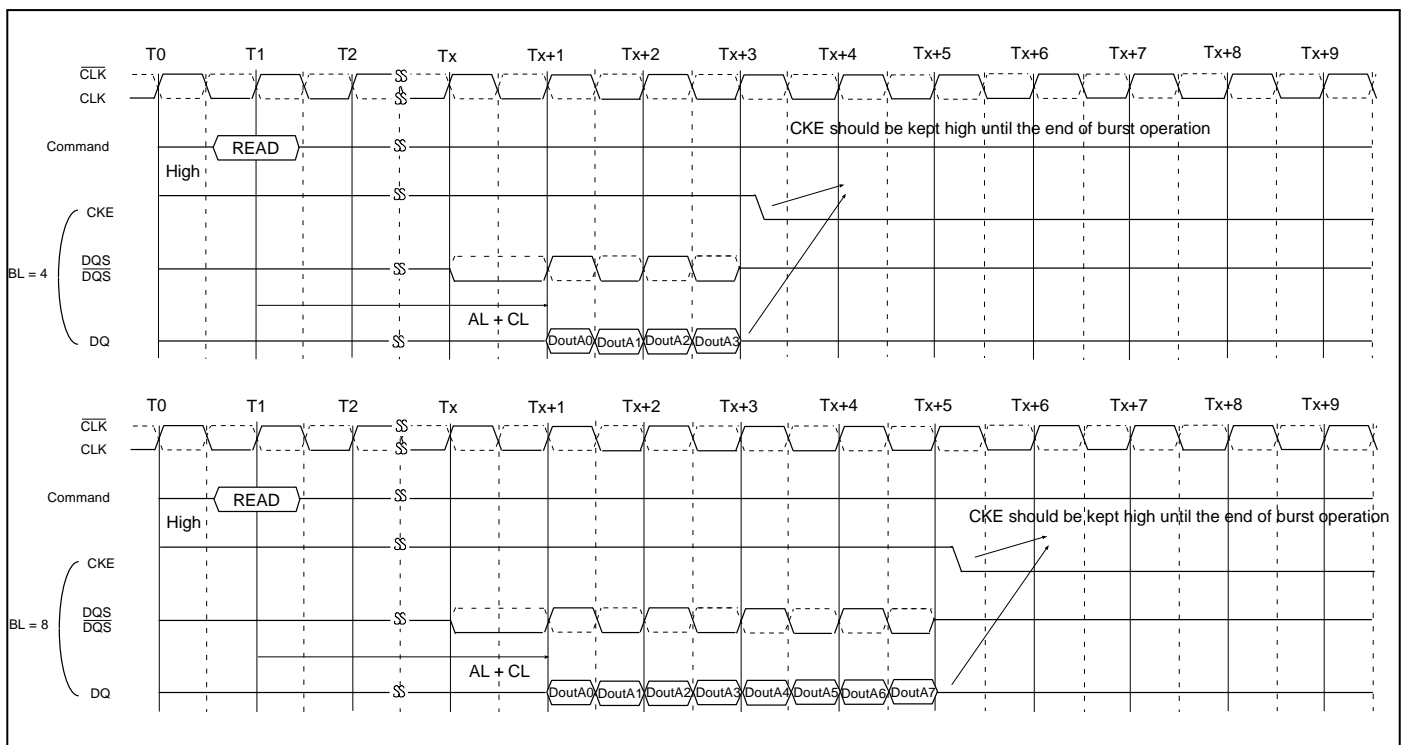 T0 T1 T2 Tx Tx+1 Tx+2 Tx+3 Tx+4 Tx+5 Tx+6 Tx+7 Tx+8 Tx+9
CLK
CLK
CKE should be kept high until the end of burst operation
Command READ
High
CKE
BL = 4
DQS
DQS
AL + CL
DQ DoutA0 DoutA1 DoutA2 DoutA3
T0 T1 T2 Tx Tx+1 Tx+2 Tx+3 Tx+4 Tx+5 Tx+6 Tx+7 Tx+8 Tx+9
CLK
CLK
Command READ
High
CKE should be kept high until the end of burst operation
CKE
DQS
BL = 8
DQS
AL + CL
DQ DoutA0 DoutA1 DoutA2 DoutA3 DoutA4 DoutA5 DoutA6 DoutA7